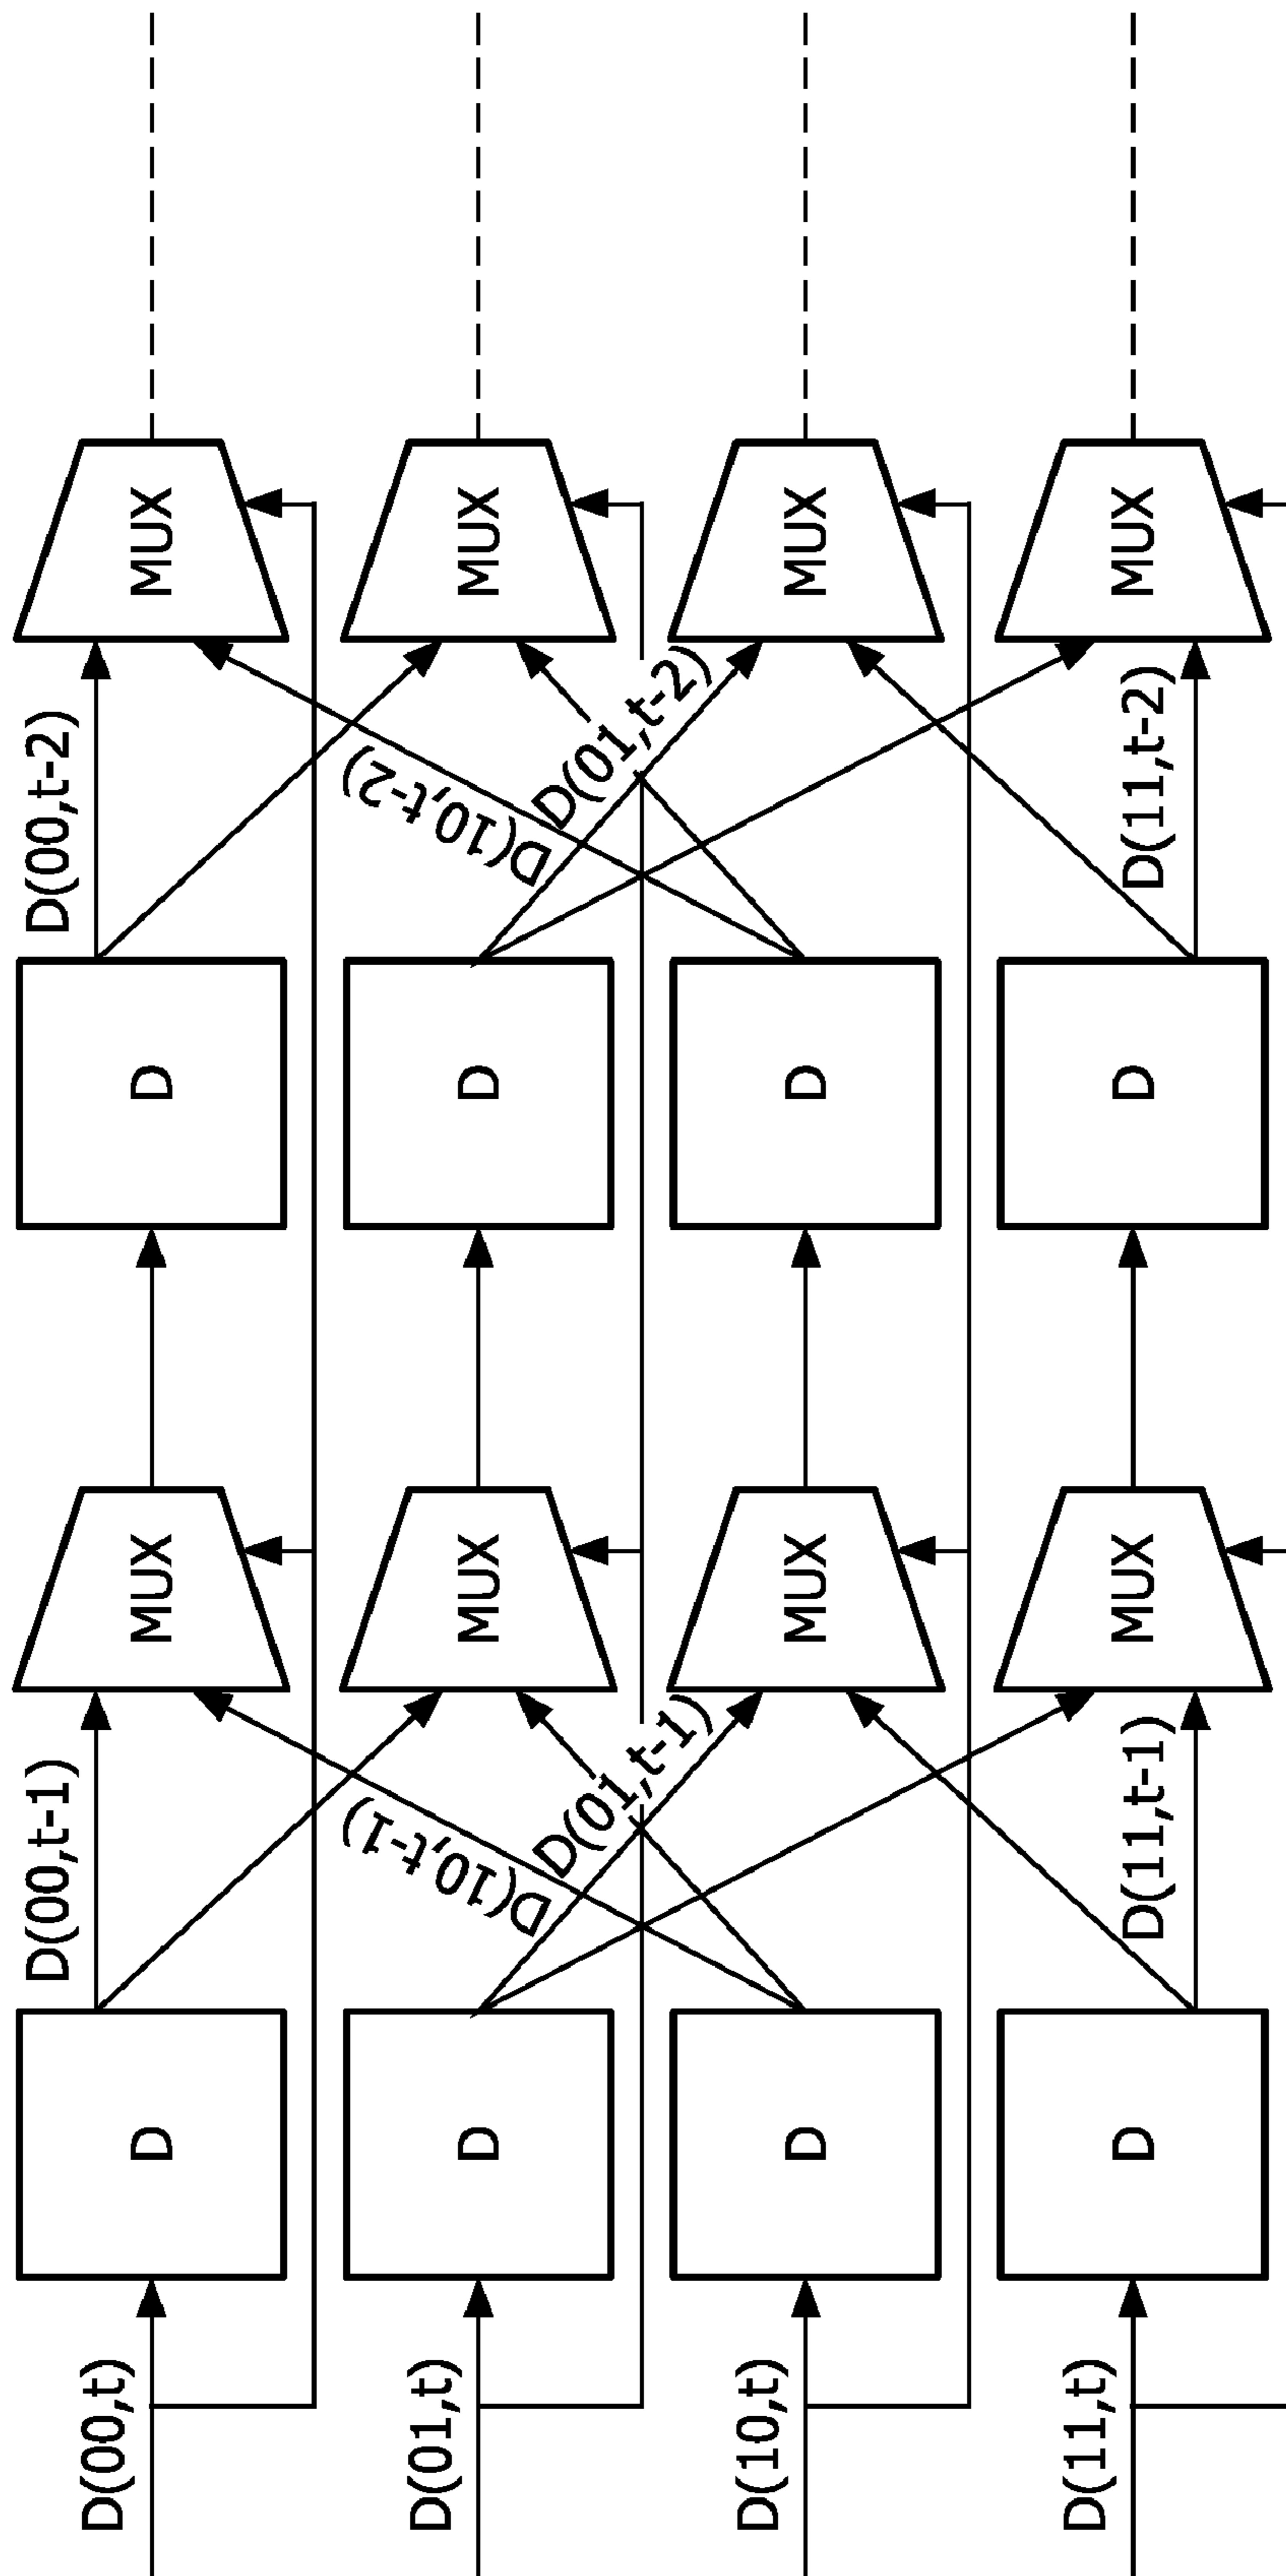 D(00,t)
D
D(00,t-1)
MUX
D
D(00,t-2)
MUX
D(01,t)
D
D(10,t-1)
MUX
D
D(10,t-2)
MUX
D(10,t)
D
D(01,t-1)
MUX
D
D(01,t-2)
MUX
D(11,t)
D
D(11,t-1)
MUX
D
D(11,t-2)
MUX